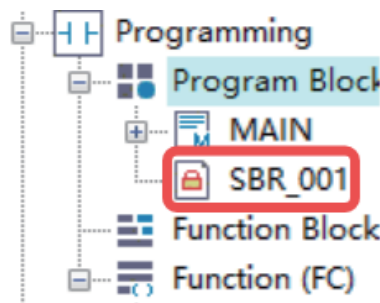 Programming
Program Block
MAIN
SBR_001
Function Block
Function (FC)